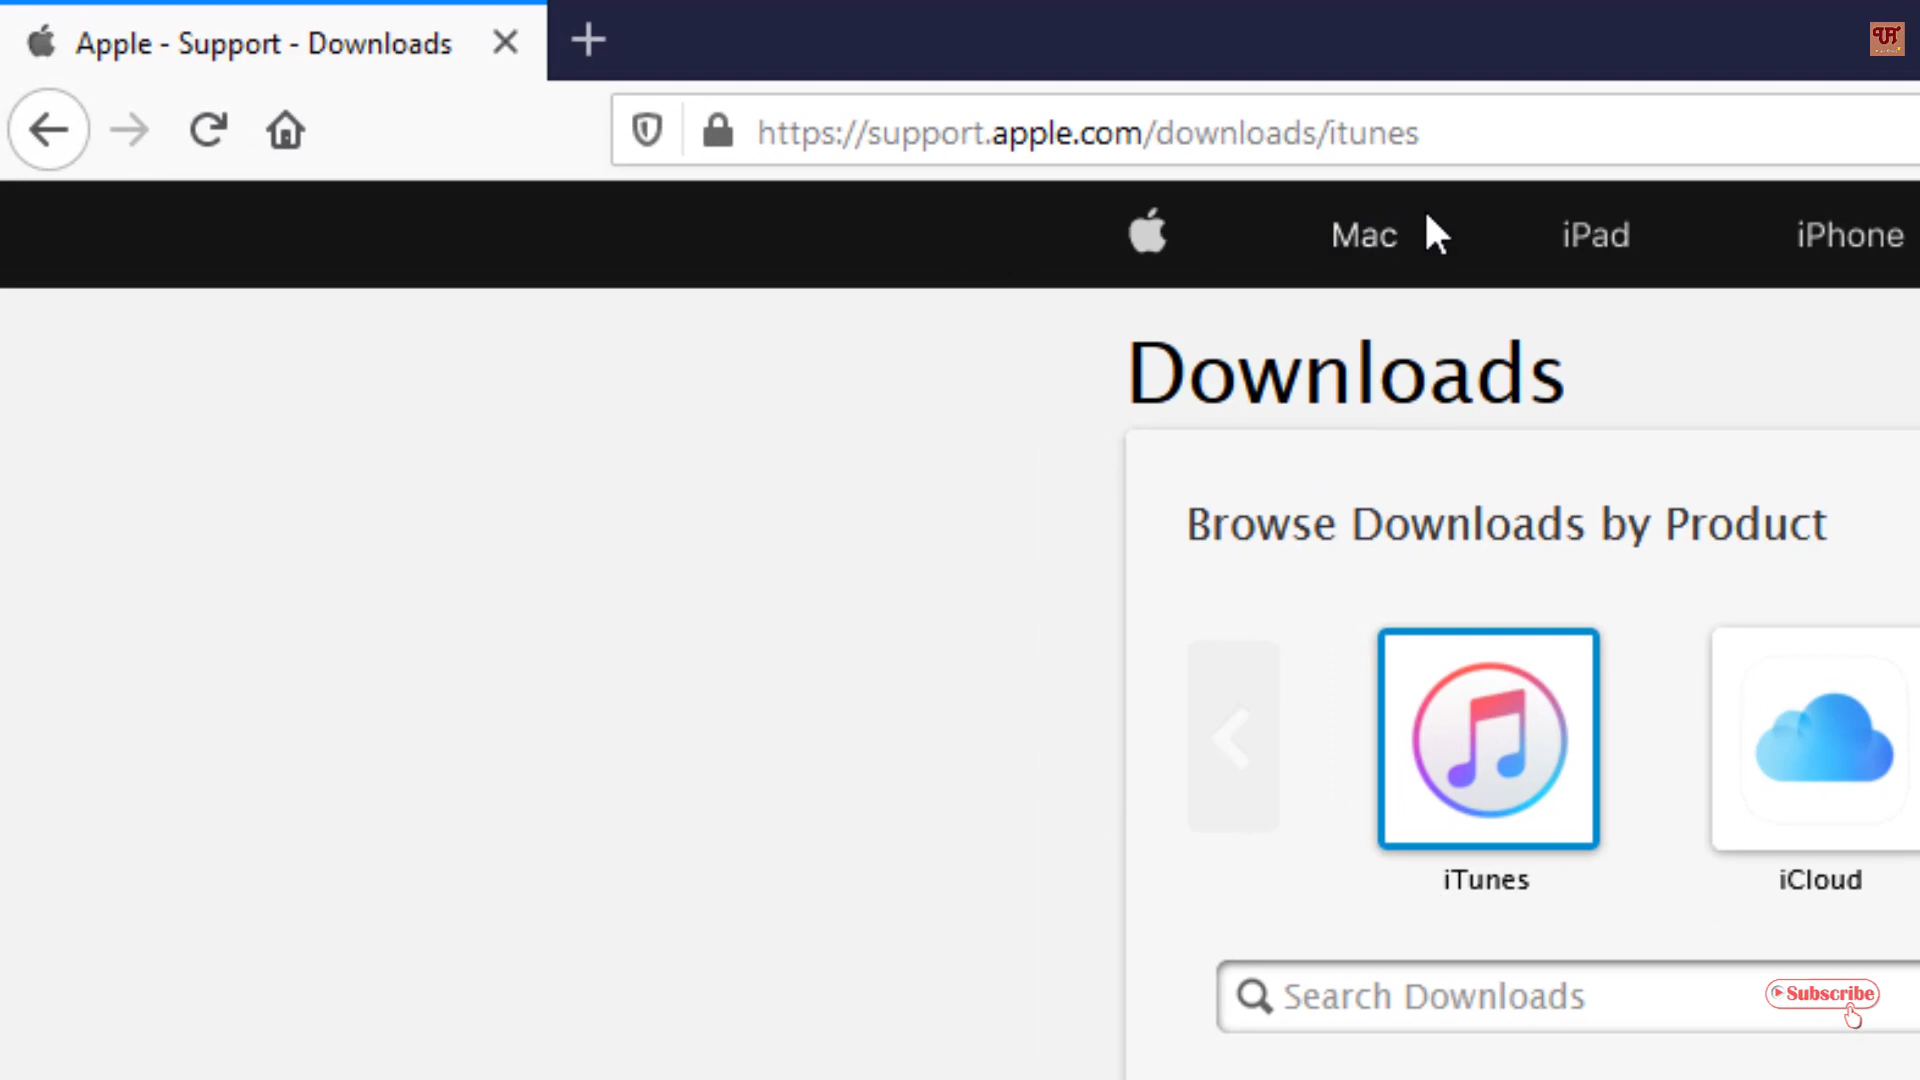 Apple - Support - Downloads
https://support.apple.com/downloads/itunes
Mac iPad iPhone
Downloads
Browse Downloads by Product
iTunes iCloud
Search Downloads
Subscribe